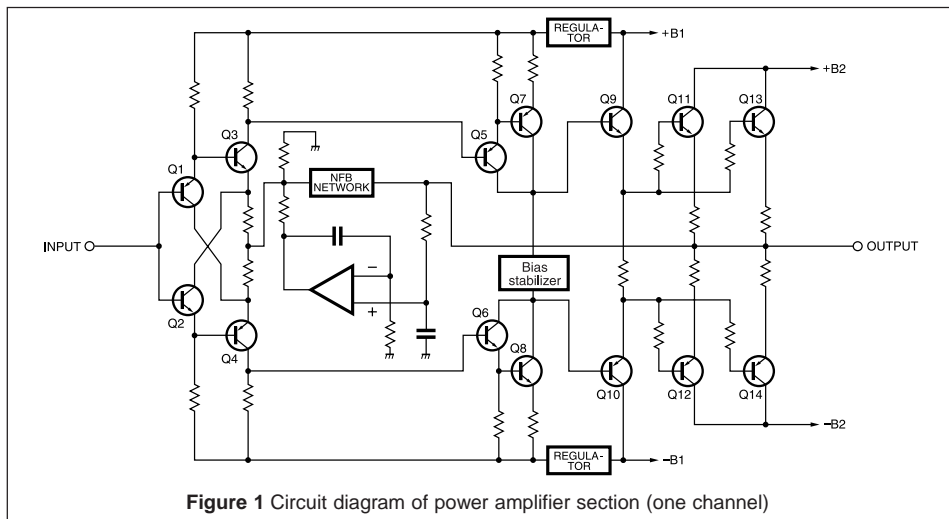 REGULA-
TOR
+B1
+B2
Q7
Q9
Q11
Q13
Q3
Q5
Q1
NFB
NETWORK
INPUT
OUTPUT
−
+
Bias
stabilizer
Q2
Q6
Q4
Q8
Q10
Q12
Q14
−B2
REGULA-
TOR
−B1
Figure 1 Circuit diagram of power amplifier section (one channel)